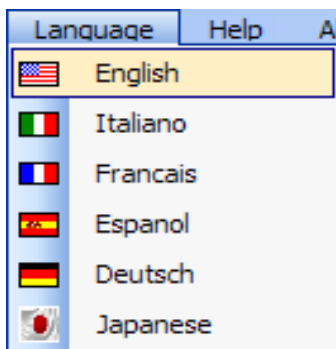 Language Help A
English
Italiano
Francais
Espanol
Deutsch
Japanese